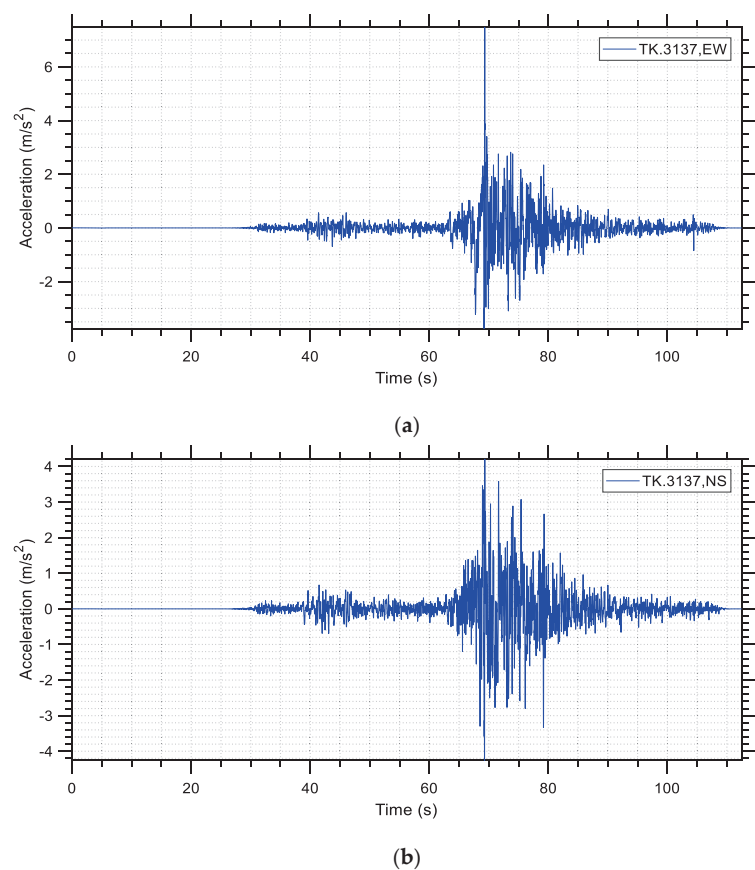 TK.3137,EW
6
4
2
0
-2
Acceleration (m/s²)
0 20 40 60 80 100
Time (s)
(a)
TK.3137,NS
4
3
2
1
0
-1
-2
-3
-4
Acceleration (m/s²)
0 20 40 60 80 100
Time (s)
(b)